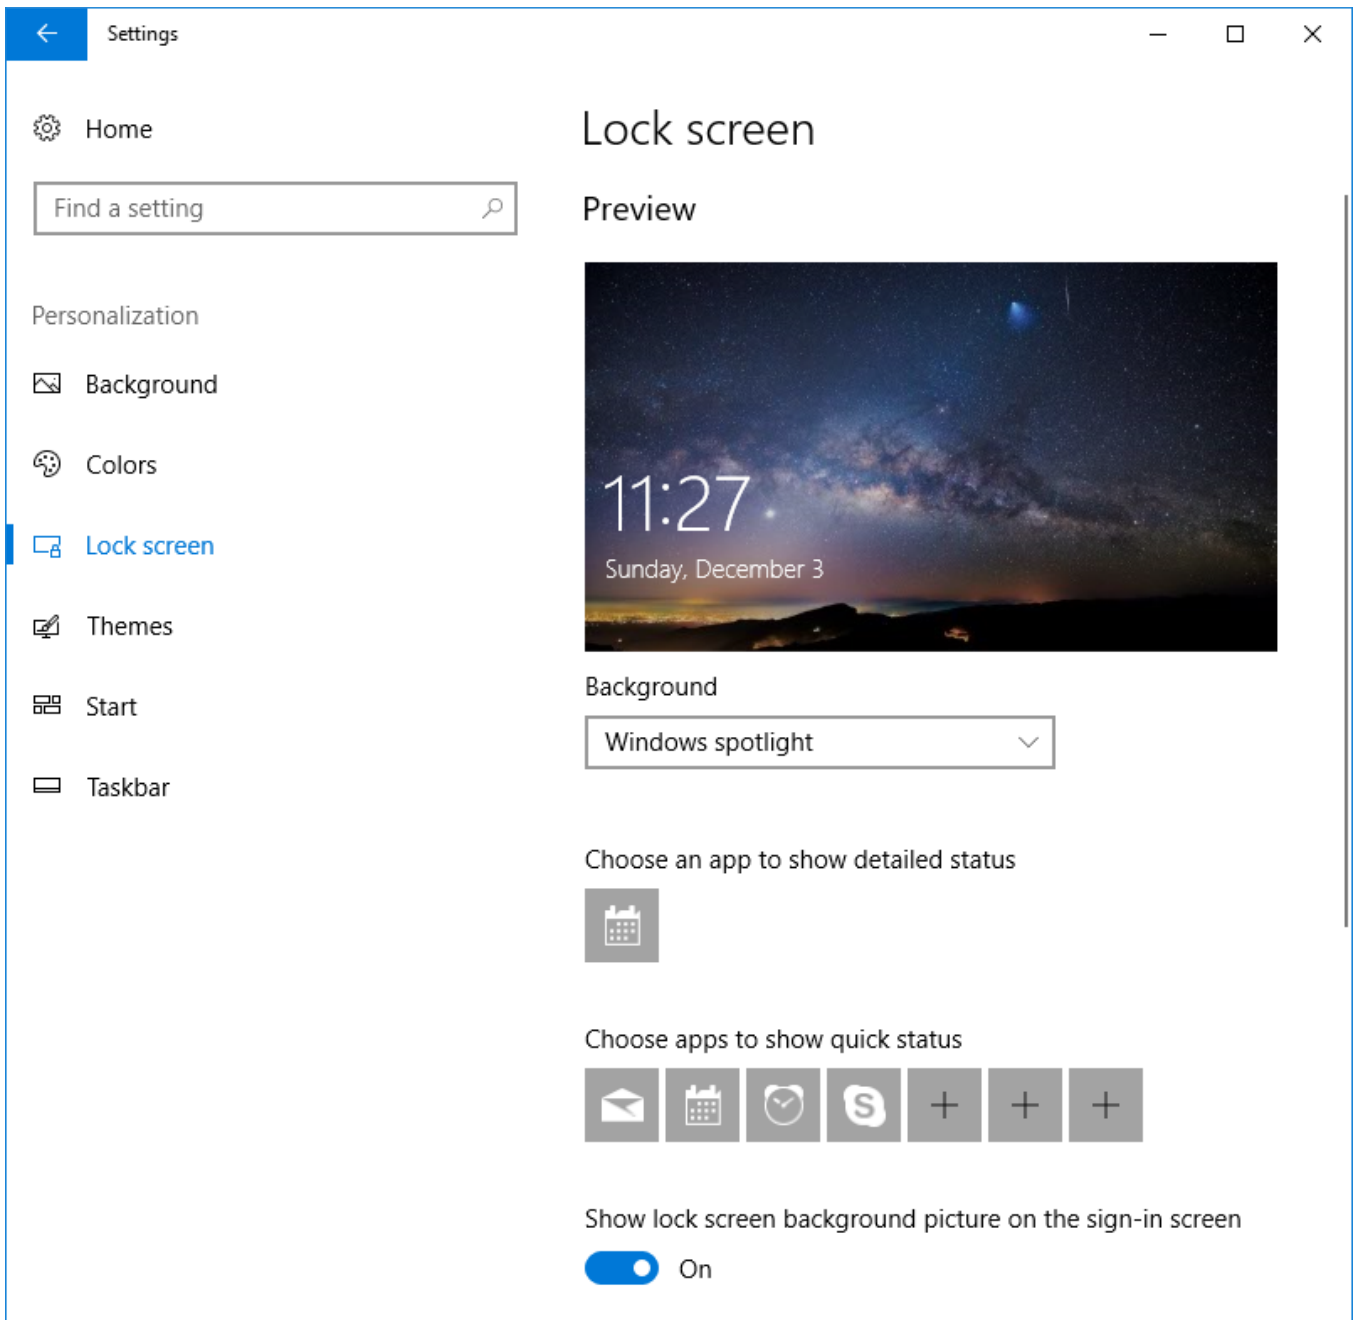 Settings
Home
Find a setting
Personalization
Background
Colors
Lock screen
Themes
Start
Taskbar
Lock screen
Preview
11:27
Sunday, December 3
Background
Windows spotlight
Choose an app to show detailed status
Choose apps to show quick status
Show lock screen background picture on the sign-in screen
On